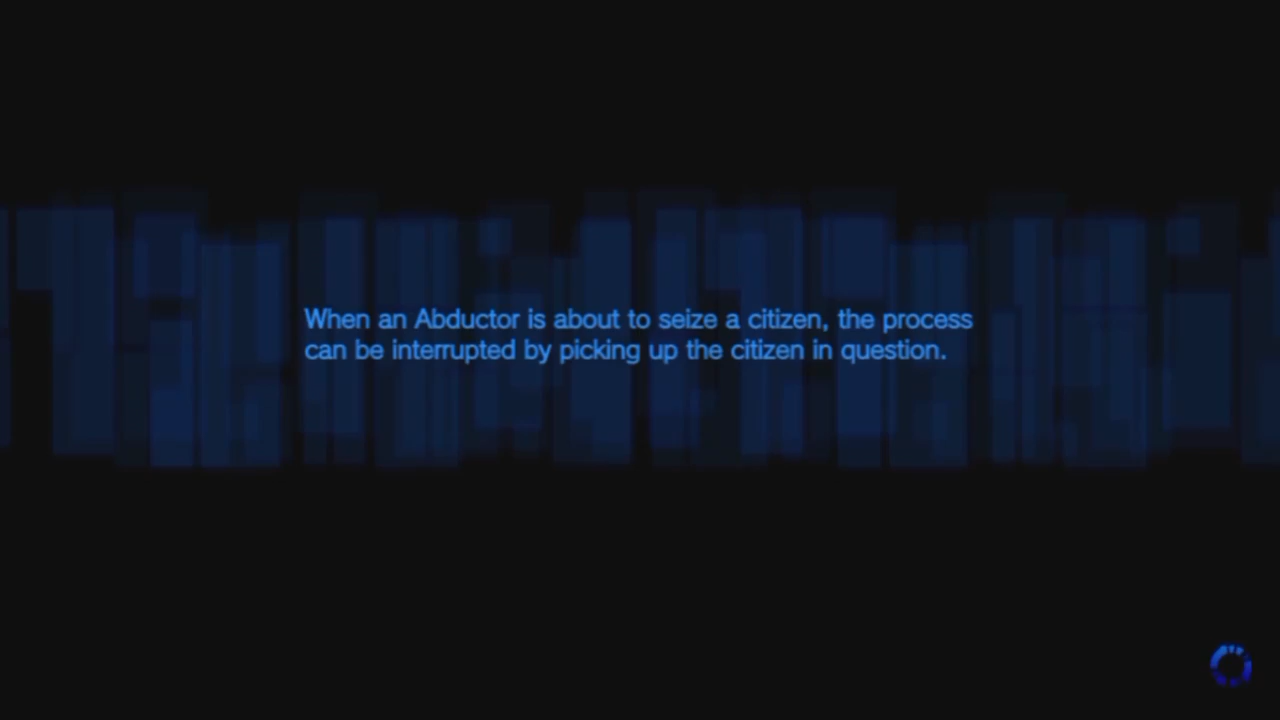 When an Abductor is about to seize a citizen, the process
can be interrupted by picking up the citizen in question.